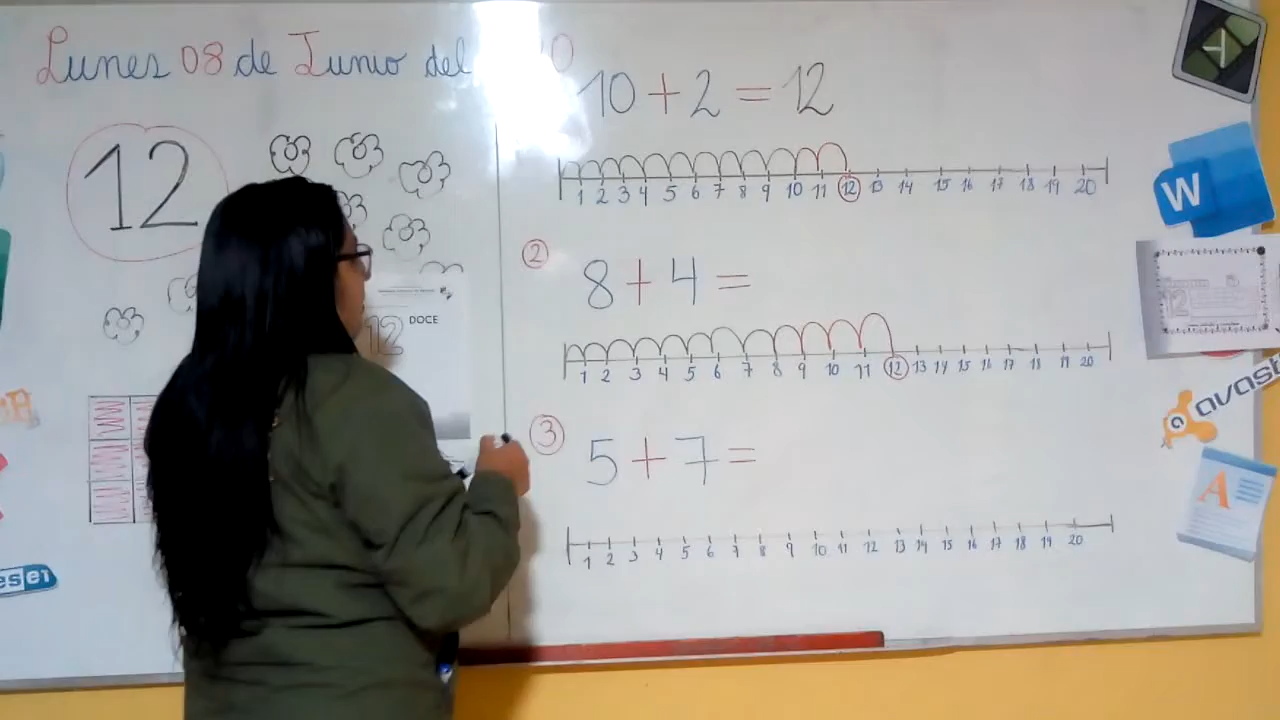 Lunes 08 de Junio del 0
12
DOCE
12
10 + 2 = 12
1 2 3 4 5 6 7 8 9 10 11 12 13 14 15 16 17 18 19 20
2
8 + 4 =
1 2 3 4 5 6 7 8 9 10 11 12 13 14 15 16 17 18 19 20
3
5 + 7 =
1 2 3 4 5 6 7 8 9 10 11 12 13 14 15 16 17 18 19 20
W
12
avast
A
eset